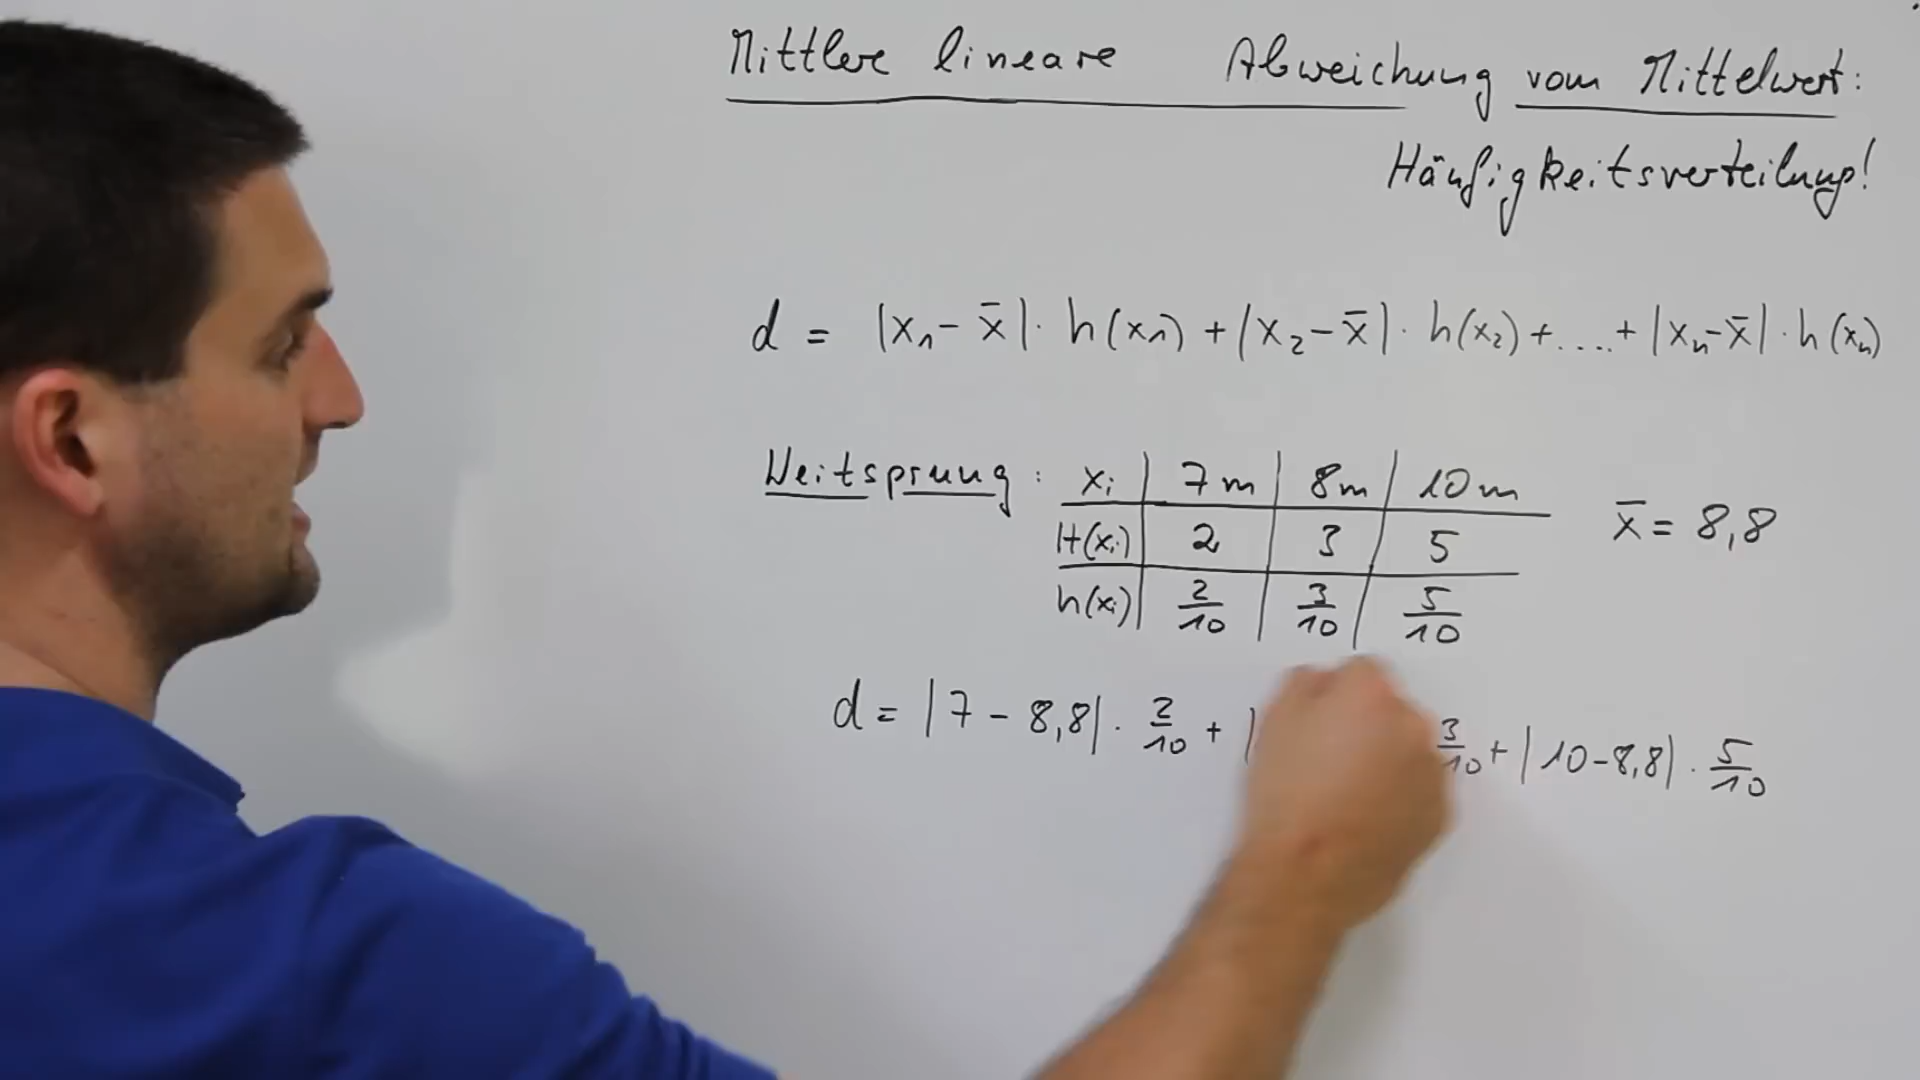 Mittlere lineare Abweichung vom Mittelwert:
Häufigkeitsverteilung!
d = |x₁ - x̄| · h(x₁) + |x₂ - x̄| · h(x₂) + .... + |xₙ - x̄| · h(xₙ)
Weitsprung: xᵢ | 7m | 8m | 10m
H(xᵢ) | 2 | 3 | 5
x̄ = 8,8
h(xᵢ) | 2/10 | 3/10 | 5/10
d = |7 - 8,8| · 2/10 + | 3/10 + |10 - 8,8| · 5/10